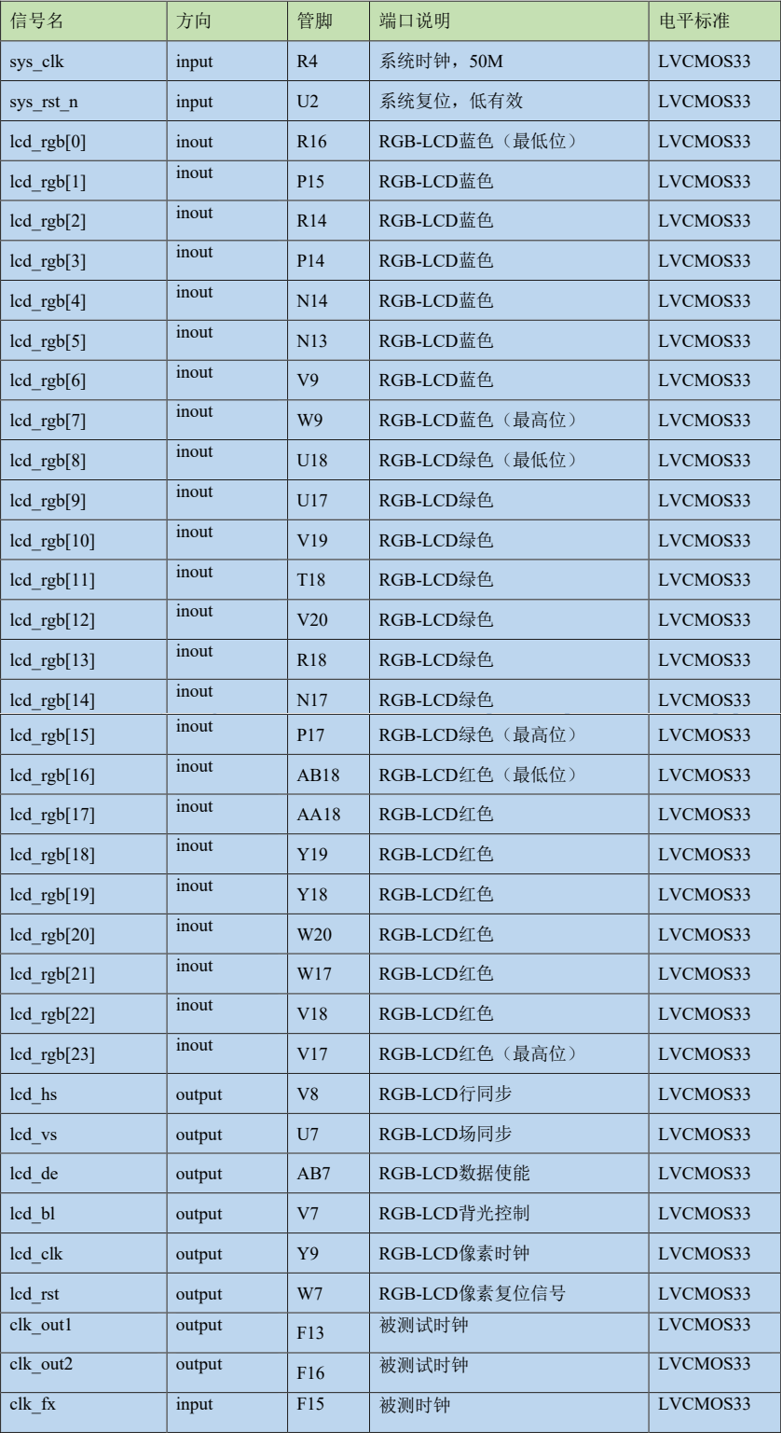 信号名 方向 管脚 端口说明 电平标准
sys_clk input R4 系统时钟，50M LVCMOS33
sys_rst_n input U2 系统复位，低有效 LVCMOS33
lcd_rgb[0] inout R16 RGB-LCD蓝色（最低位） LVCMOS33
lcd_rgb[1] inout P15 RGB-LCD蓝色 LVCMOS33
lcd_rgb[2] inout R14 RGB-LCD蓝色 LVCMOS33
lcd_rgb[3] inout P14 RGB-LCD蓝色 LVCMOS33
lcd_rgb[4] inout N14 RGB-LCD蓝色 LVCMOS33
lcd_rgb[5] inout N13 RGB-LCD蓝色 LVCMOS33
lcd_rgb[6] inout V9 RGB-LCD蓝色 LVCMOS33
lcd_rgb[7] inout W9 RGB-LCD蓝色（最高位） LVCMOS33
lcd_rgb[8] inout U18 RGB-LCD绿色（最低位） LVCMOS33
lcd_rgb[9] inout U17 RGB-LCD绿色 LVCMOS33
lcd_rgb[10] inout V19 RGB-LCD绿色 LVCMOS33
lcd_rgb[11] inout T18 RGB-LCD绿色 LVCMOS33
lcd_rgb[12] inout V20 RGB-LCD绿色 LVCMOS33
lcd_rgb[13] inout R18 RGB-LCD绿色 LVCMOS33
lcd_rgb[14] inout N17 RGB-LCD绿色 LVCMOS33
lcd_rgb[15] inout P17 RGB-LCD绿色（最高位） LVCMOS33
lcd_rgb[16] inout AB18 RGB-LCD红色（最低位） LVCMOS33
lcd_rgb[17] inout AA18 RGB-LCD红色 LVCMOS33
lcd_rgb[18] inout Y19 RGB-LCD红色 LVCMOS33
lcd_rgb[19] inout Y18 RGB-LCD红色 LVCMOS33
lcd_rgb[20] inout W20 RGB-LCD红色 LVCMOS33
lcd_rgb[21] inout W17 RGB-LCD红色 LVCMOS33
lcd_rgb[22] inout V18 RGB-LCD红色 LVCMOS33
lcd_rgb[23] inout V17 RGB-LCD红色（最高位） LVCMOS33
lcd_hs output V8 RGB-LCD行同步 LVCMOS33
lcd_vs output U7 RGB-LCD场同步 LVCMOS33
lcd_de output AB7 RGB-LCD数据使能 LVCMOS33
lcd_bl output V7 RGB-LCD背光控制 LVCMOS33
lcd_clk output Y9 RGB-LCD像素时钟 LVCMOS33
lcd_rst output W7 RGB-LCD像素复位信号 LVCMOS33
clk_out1 output F13 被测试时钟 LVCMOS33
clk_out2 output F16 被测试时钟 LVCMOS33
clk_fx input F15 被测时钟 LVCMOS33